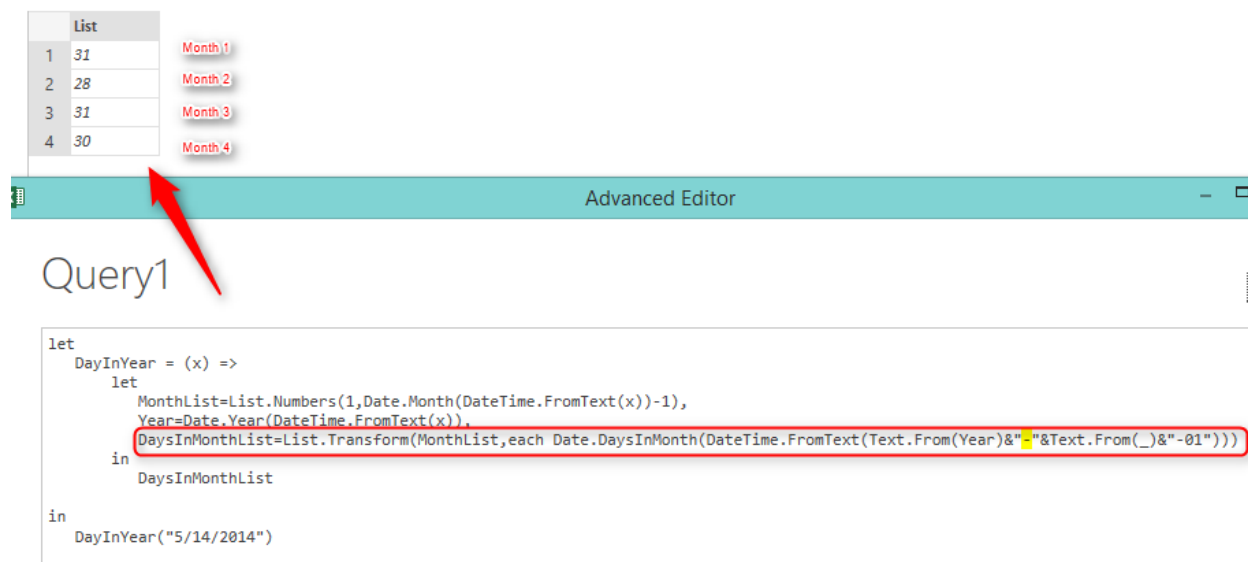 List
1 31 Month 1
2 28 Month 2
3 31 Month 3
4 30 Month 4
Advanced Editor
Query1
let
DayInYear = (x) =>
let
MonthList=List.Numbers(1,Date.Month(DateTime.FromText(x))-1),
Year=Date.Year(DateTime.FromText(x)),
DaysInMonthList=List.Transform(MonthList,each Date.DaysInMonth(DateTime.FromText(Text.From(Year)&"-"&Text.From(_)&"-01")))
in
DaysInMonthList
in
DayInYear("5/14/2014")